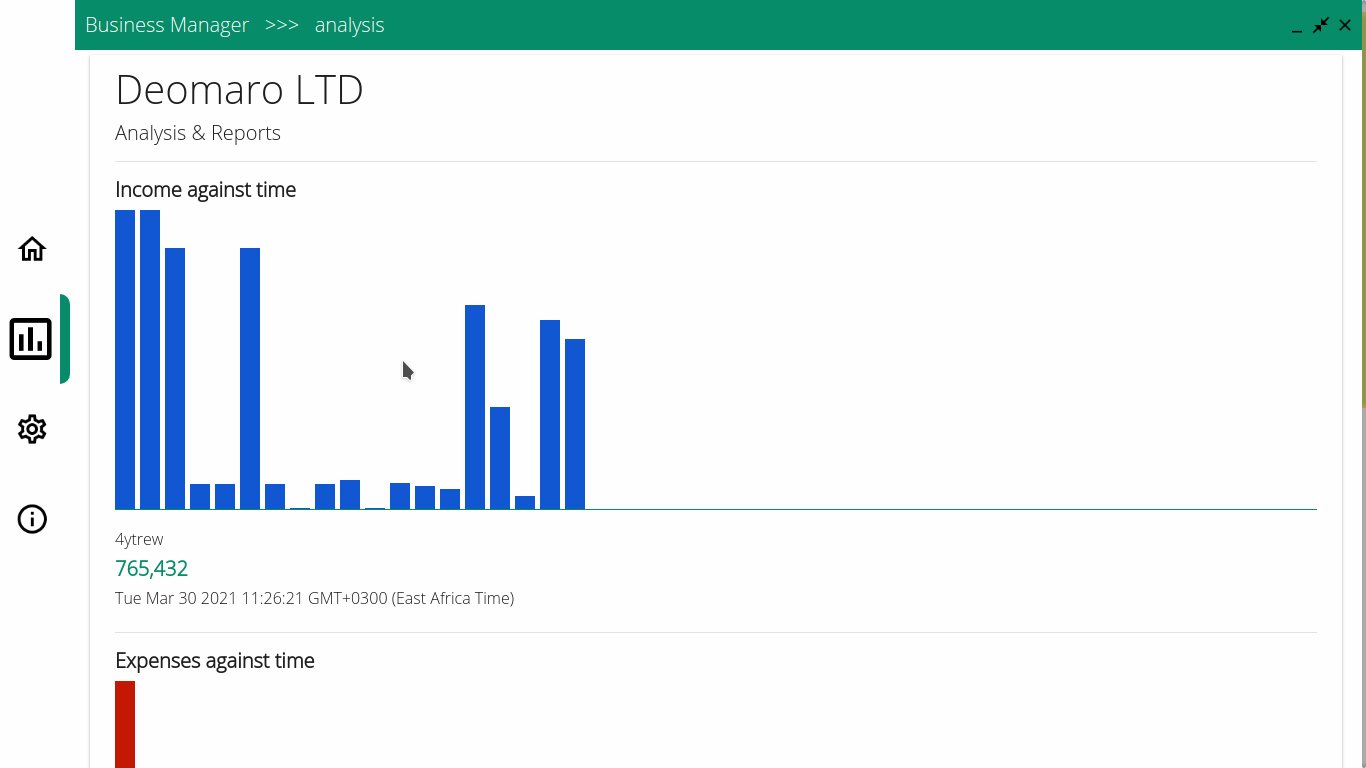 Business Manager >>> analysis
Deomaro LTD
Analysis & Reports
Income against time
4ytrew
765,432
Tue Mar 30 2021 11:26:21 GMT+0300 (East Africa Time)
Expenses against time